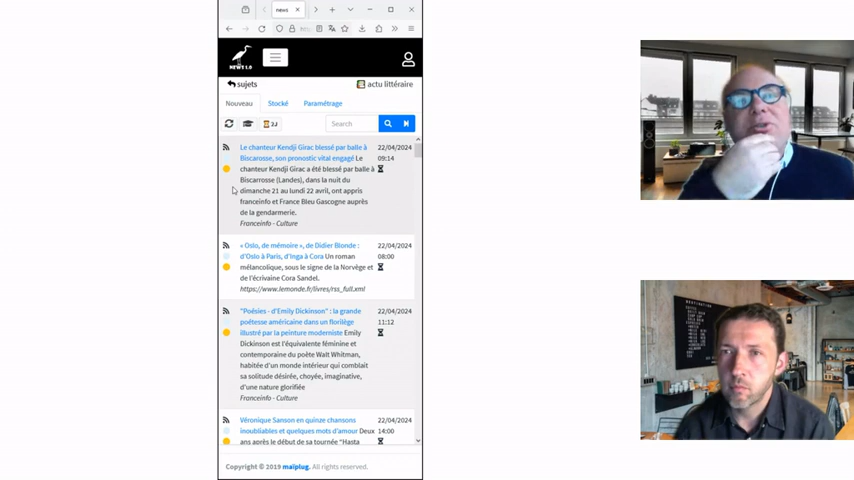 news
NEWS 1.0
sujets
actu littéraire
Nouveau Stocké Paramétrage
2J
Search
Le chanteur Kendji Girac blessé par balle à
Biscarosse, son pronostic vital engagé Le
chanteur Kendji Girac a été blessé par balle à
Biscarrosse (Landes), dans la nuit du
dimanche 21 au lundi 22 avril, ont appris
franceinfo et France Bleu Gascogne auprès
de la gendarmerie.
Franceinfo - Culture
22/04/2024
09:14
« Oslo, de mémoire », de Didier Blonde :
d'Oslo à Paris, d'Inga à Cora Un roman
mélancolique, sous le signe de la Norvège et
de l'écrivaine Cora Sandel.
https://www.lemonde.fr/livres/rss_full.xml
22/04/2024
08:00
"Poésies - d'Emily Dickinson" : la grande
poétesse américaine dans un florilège
illustré par la peinture moderniste Emily
Dickinson est l'équivalente féminine et
contemporaine du poète Walt Whitman,
habitée d'un monde intérieur qui comblait
sa solitude désirée, choyée, imaginative,
d'une nature glorifiée
Franceinfo - Culture
22/04/2024
11:12
Véronique Sanson en quinze chansons
inoubliables et quelques mots d'amour Deux
ans après le début de sa tournée "Hasta
22/04/2024
14:00
Copyright © 2019 maïplug. All rights reserved.